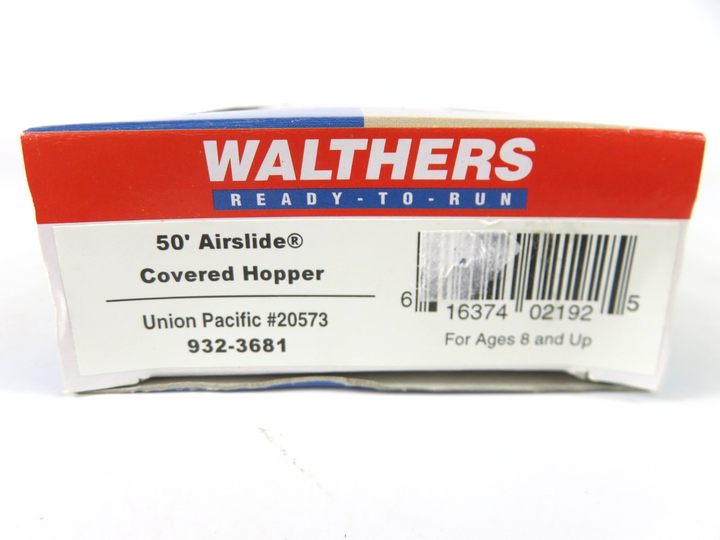 WALTHERS
READY-TO-RUN
50' Airslide®
Covered Hopper
Union Pacific #20573
932-3681
6 16374 02192 5
For Ages 8 and Up